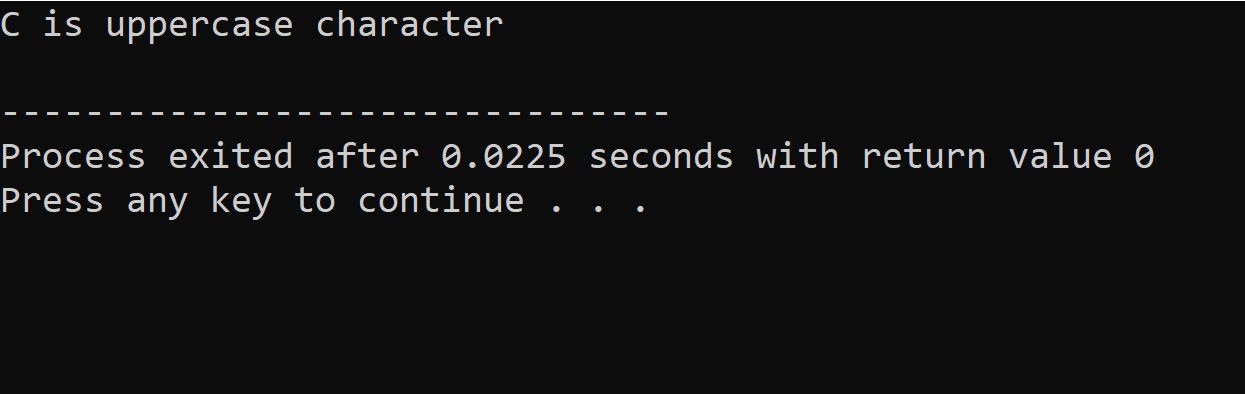 C is uppercase character
--------------------------------
Process exited after 0.0225 seconds with return value 0
Press any key to continue . . .